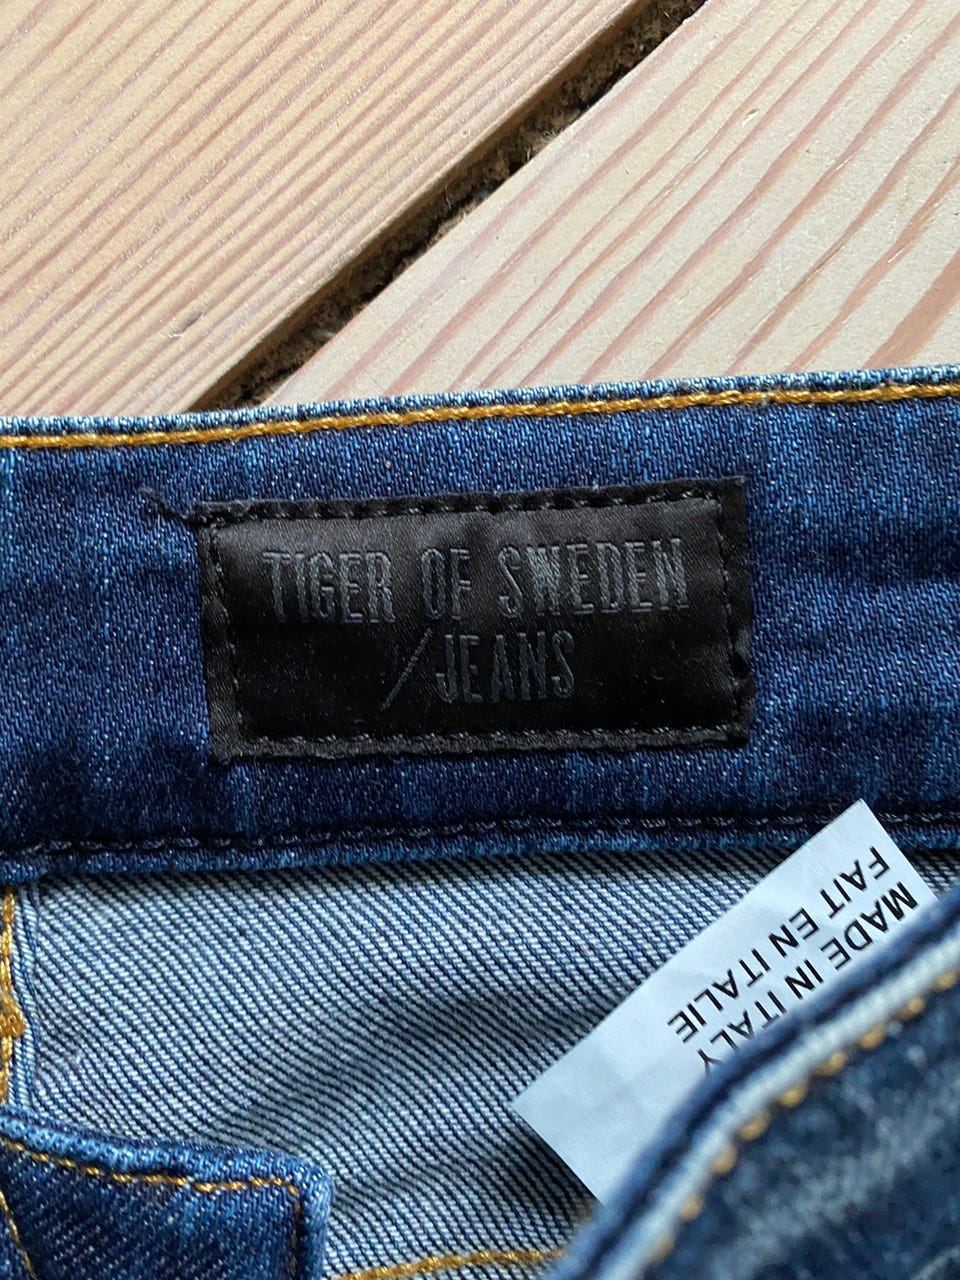 TIGER OF SWEDEN
/JEANS
MADE IN ITALY
FAIT EN ITALIE